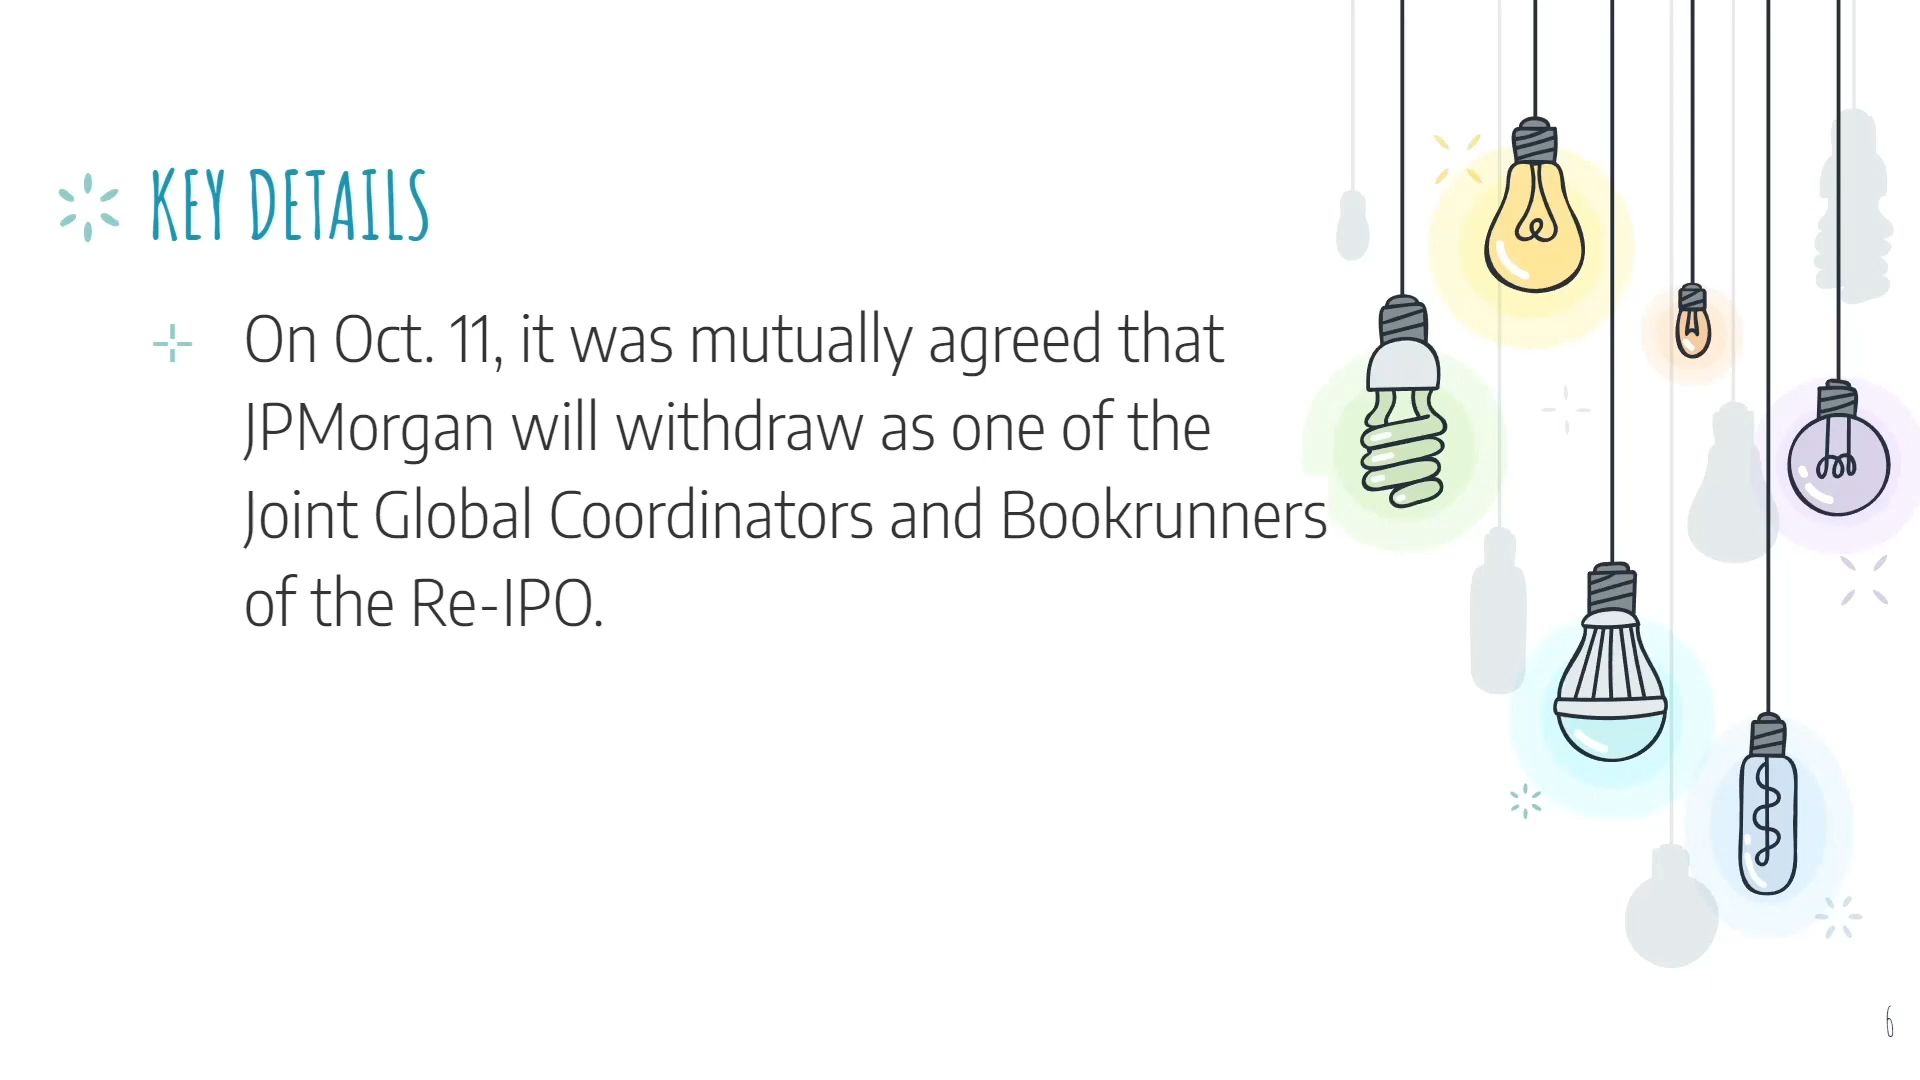 KEY DETAILS
On Oct. 11, it was mutually agreed that
JPMorgan will withdraw as one of the
Joint Global Coordinators and Bookrunners
of the Re-IPO.
6